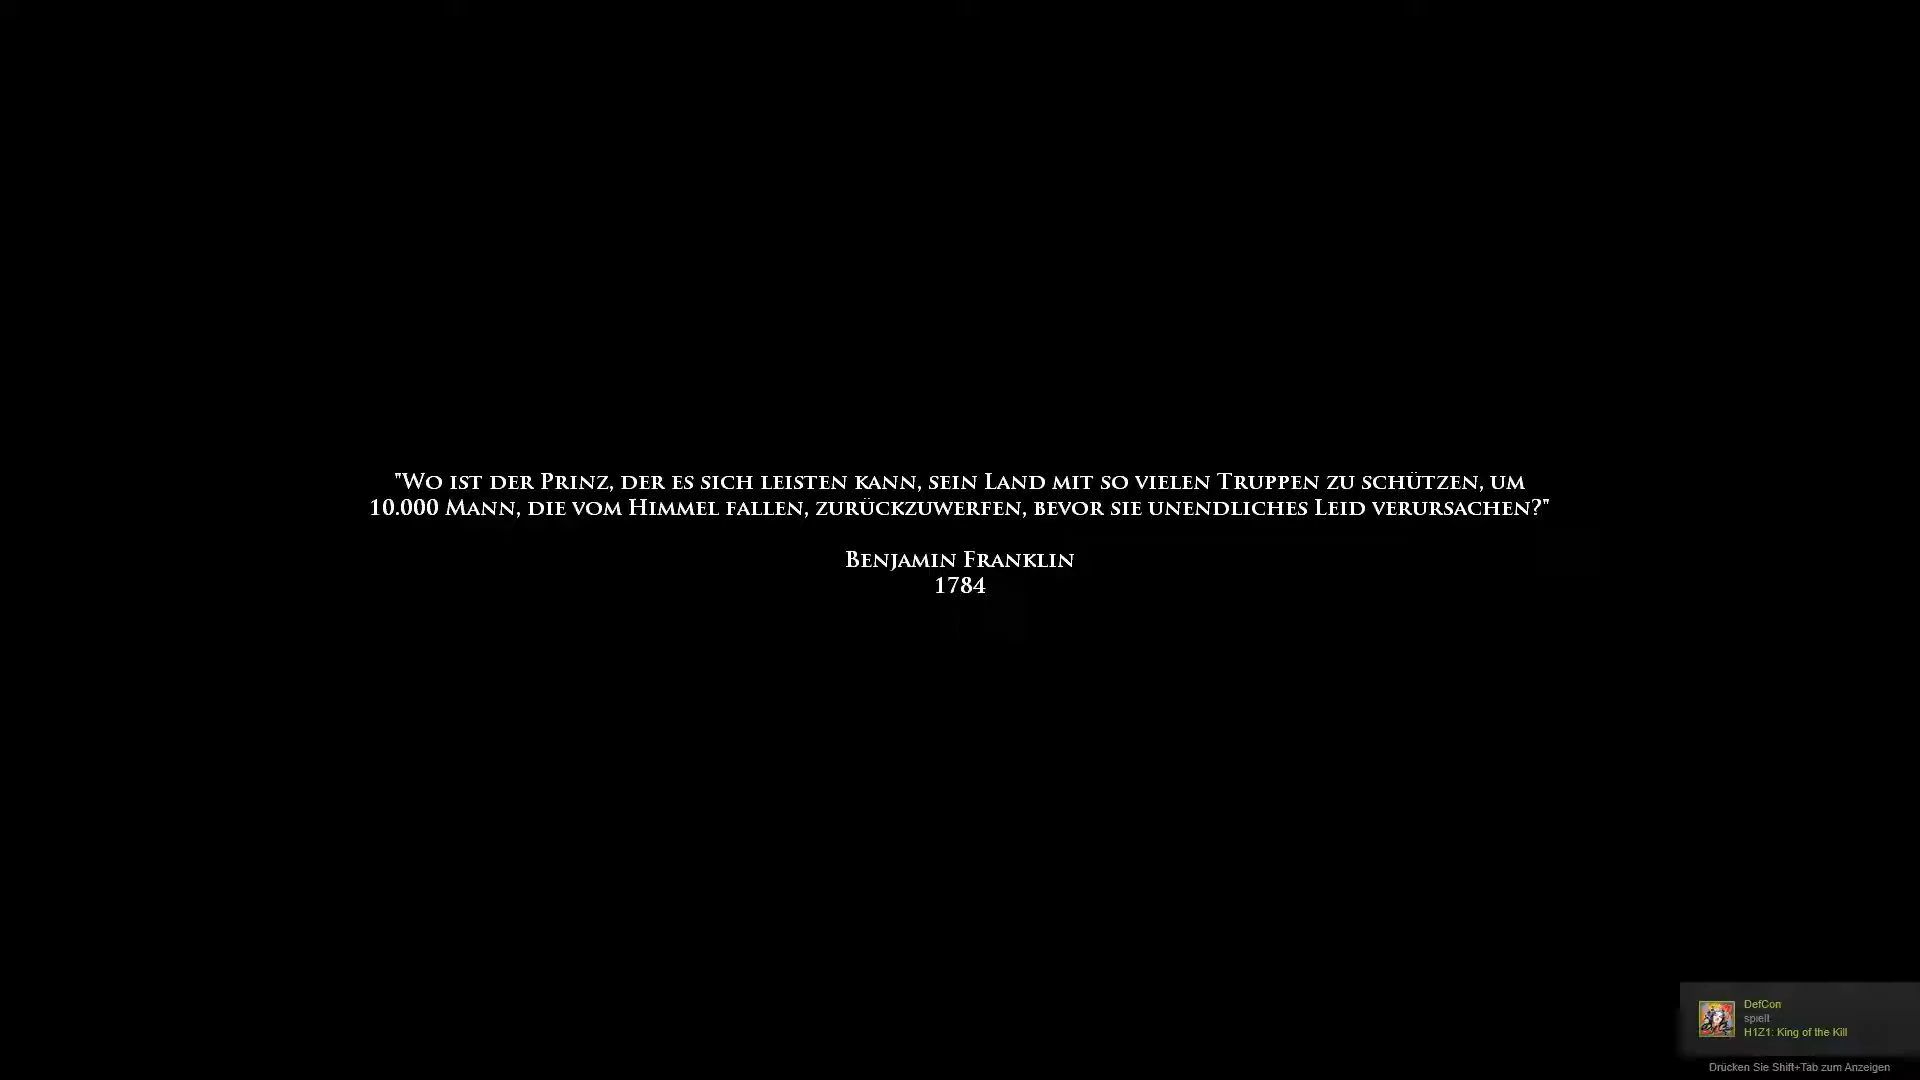 "Wo ist der Prinz, der es sich leisten kann, sein Land mit so vielen Truppen zu schützen, um
10.000 Mann, die vom Himmel fallen, zurückzuwerfen, bevor sie unendliches Leid verursachen?"
Benjamin Franklin
1784
DefCon
spielt
H1Z1: King of the Kill
Drücken Sie Shift+Tab zum Anzeigen